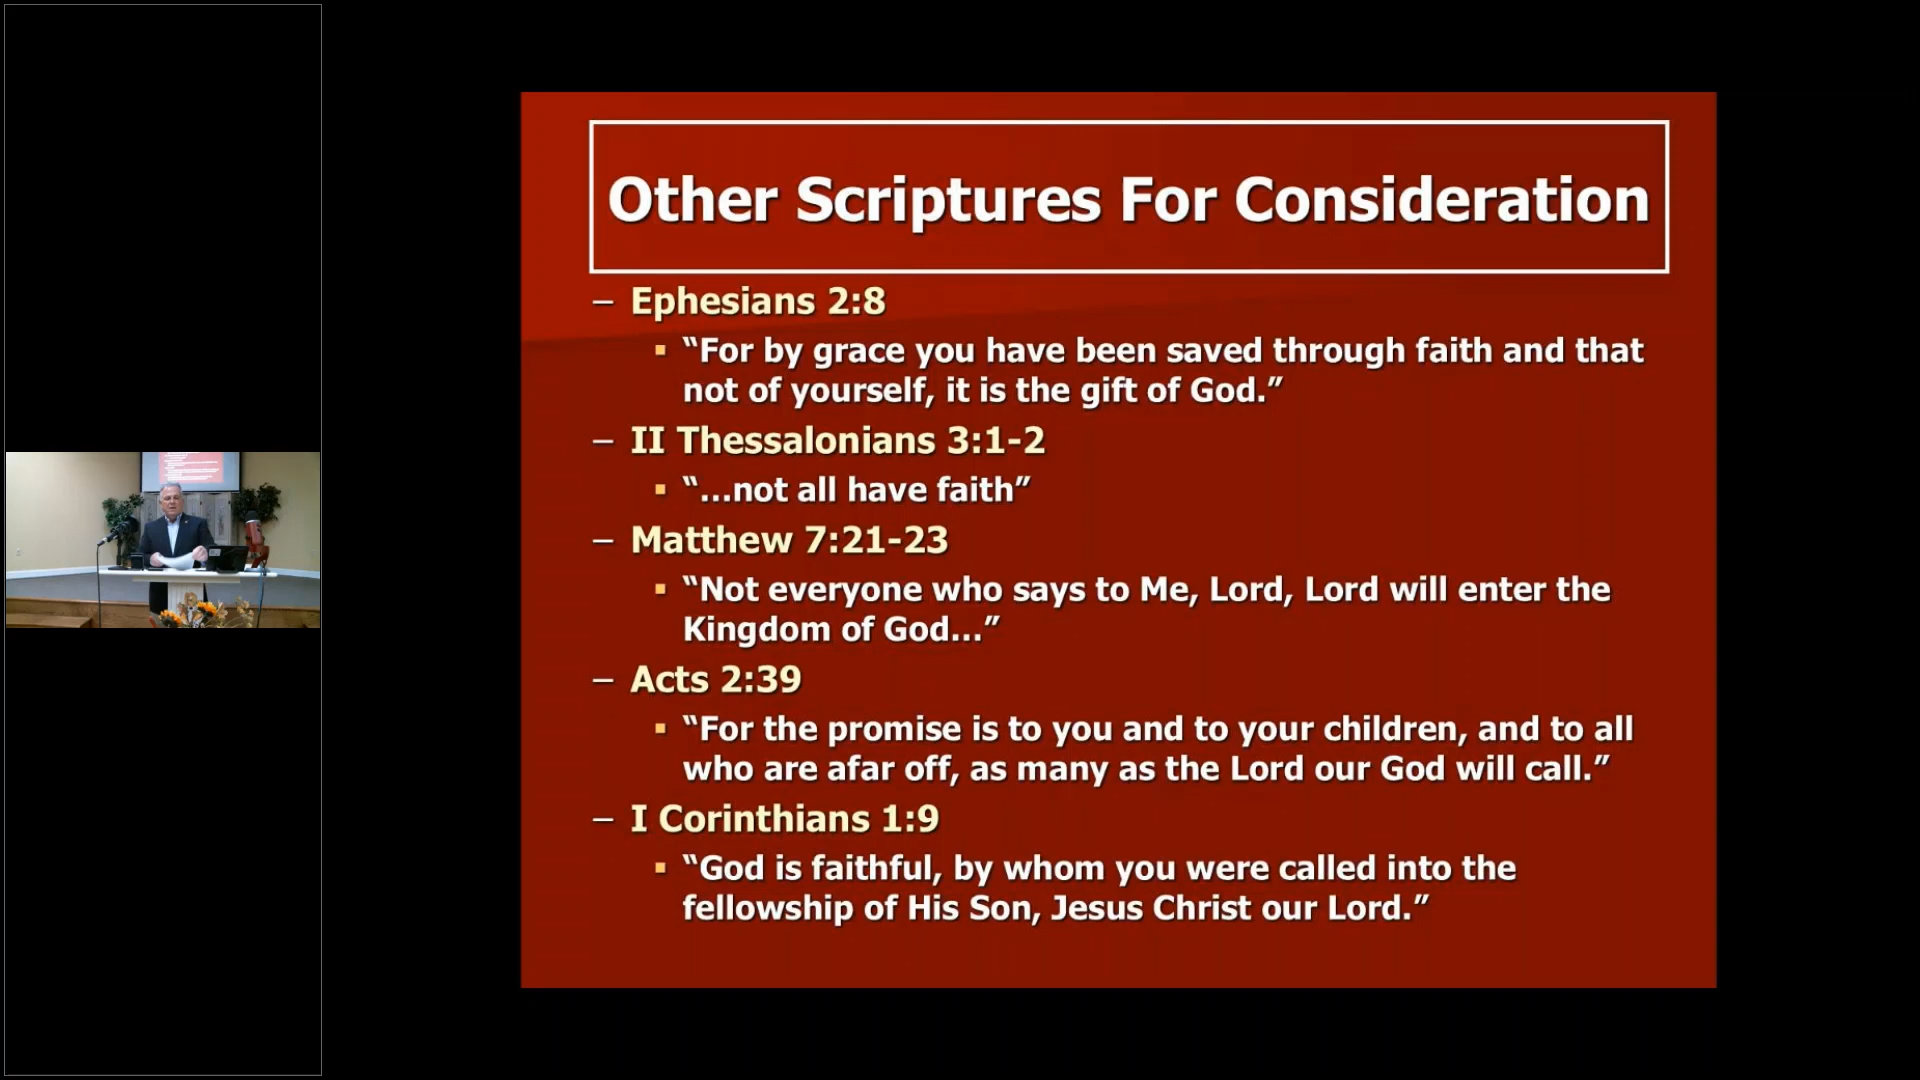 Other Scriptures For Consideration
– Ephesians 2:8
▪ “For by grace you have been saved through faith and that
not of yourself, it is the gift of God.”
– II Thessalonians 3:1-2
▪ “…not all have faith”
– Matthew 7:21-23
▪ “Not everyone who says to Me, Lord, Lord will enter the
Kingdom of God…”
– Acts 2:39
▪ “For the promise is to you and to your children, and to all
who are afar off, as many as the Lord our God will call.”
– I Corinthians 1:9
▪ “God is faithful, by whom you were called into the
fellowship of His Son, Jesus Christ our Lord.”